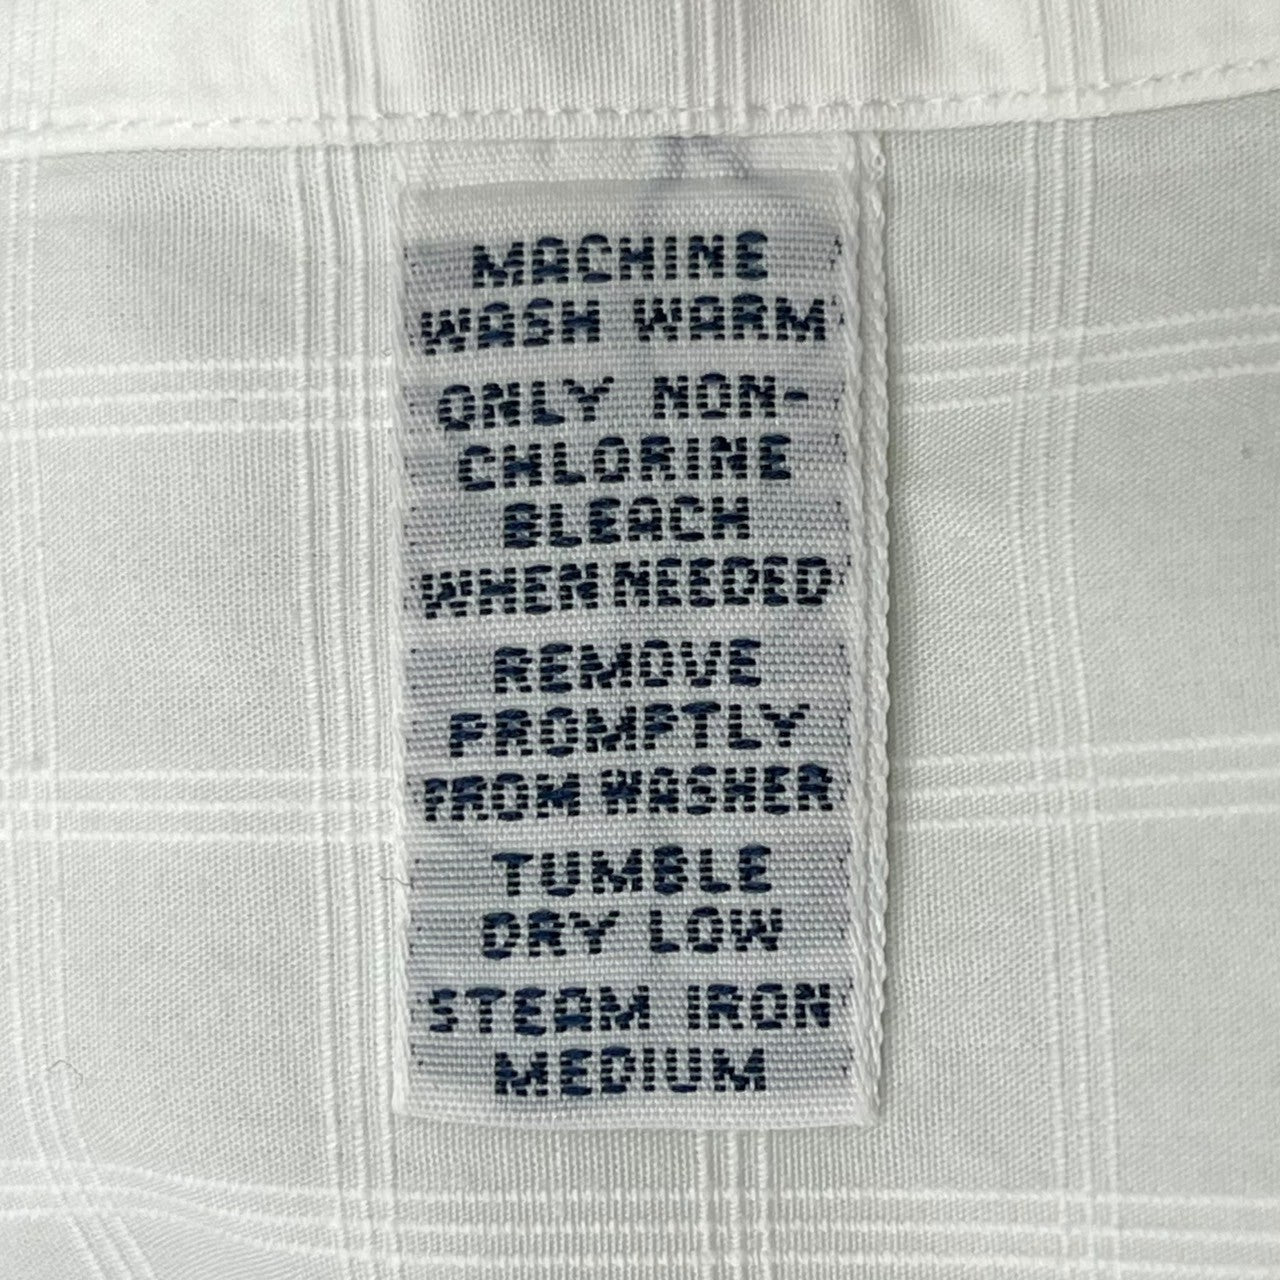 MACHINE
WASH WARM
ONLY NON-
CHLORINE
BLEACH
WHEN NEEDED
REMOVE
PROMPTLY
FROM WASHER
TUMBLE
DRY LOW
STEAM IRON
MEDIUM